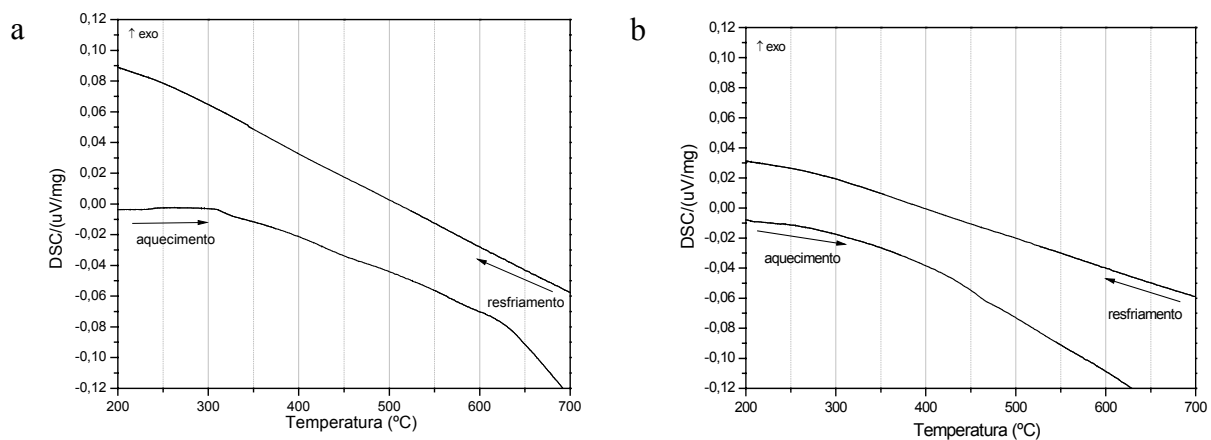 a
0,12
0,10
0,08
0,06
0,04
0,02
0,00
-0,02
-0,04
-0,06
-0,08
-0,10
-0,12
DSC/(uV/mg)
↑ exo
aquecimento
resfriamento
200 300 400 500 600 700
Temperatura (ºC)
b
0,12
0,10
0,08
0,06
0,04
0,02
0,00
-0,02
-0,04
-0,06
-0,08
-0,10
-0,12
DSC/(uV/mg)
↑ exo
aquecimento
resfriamento
200 300 400 500 600 700
Temperatura (ºC)